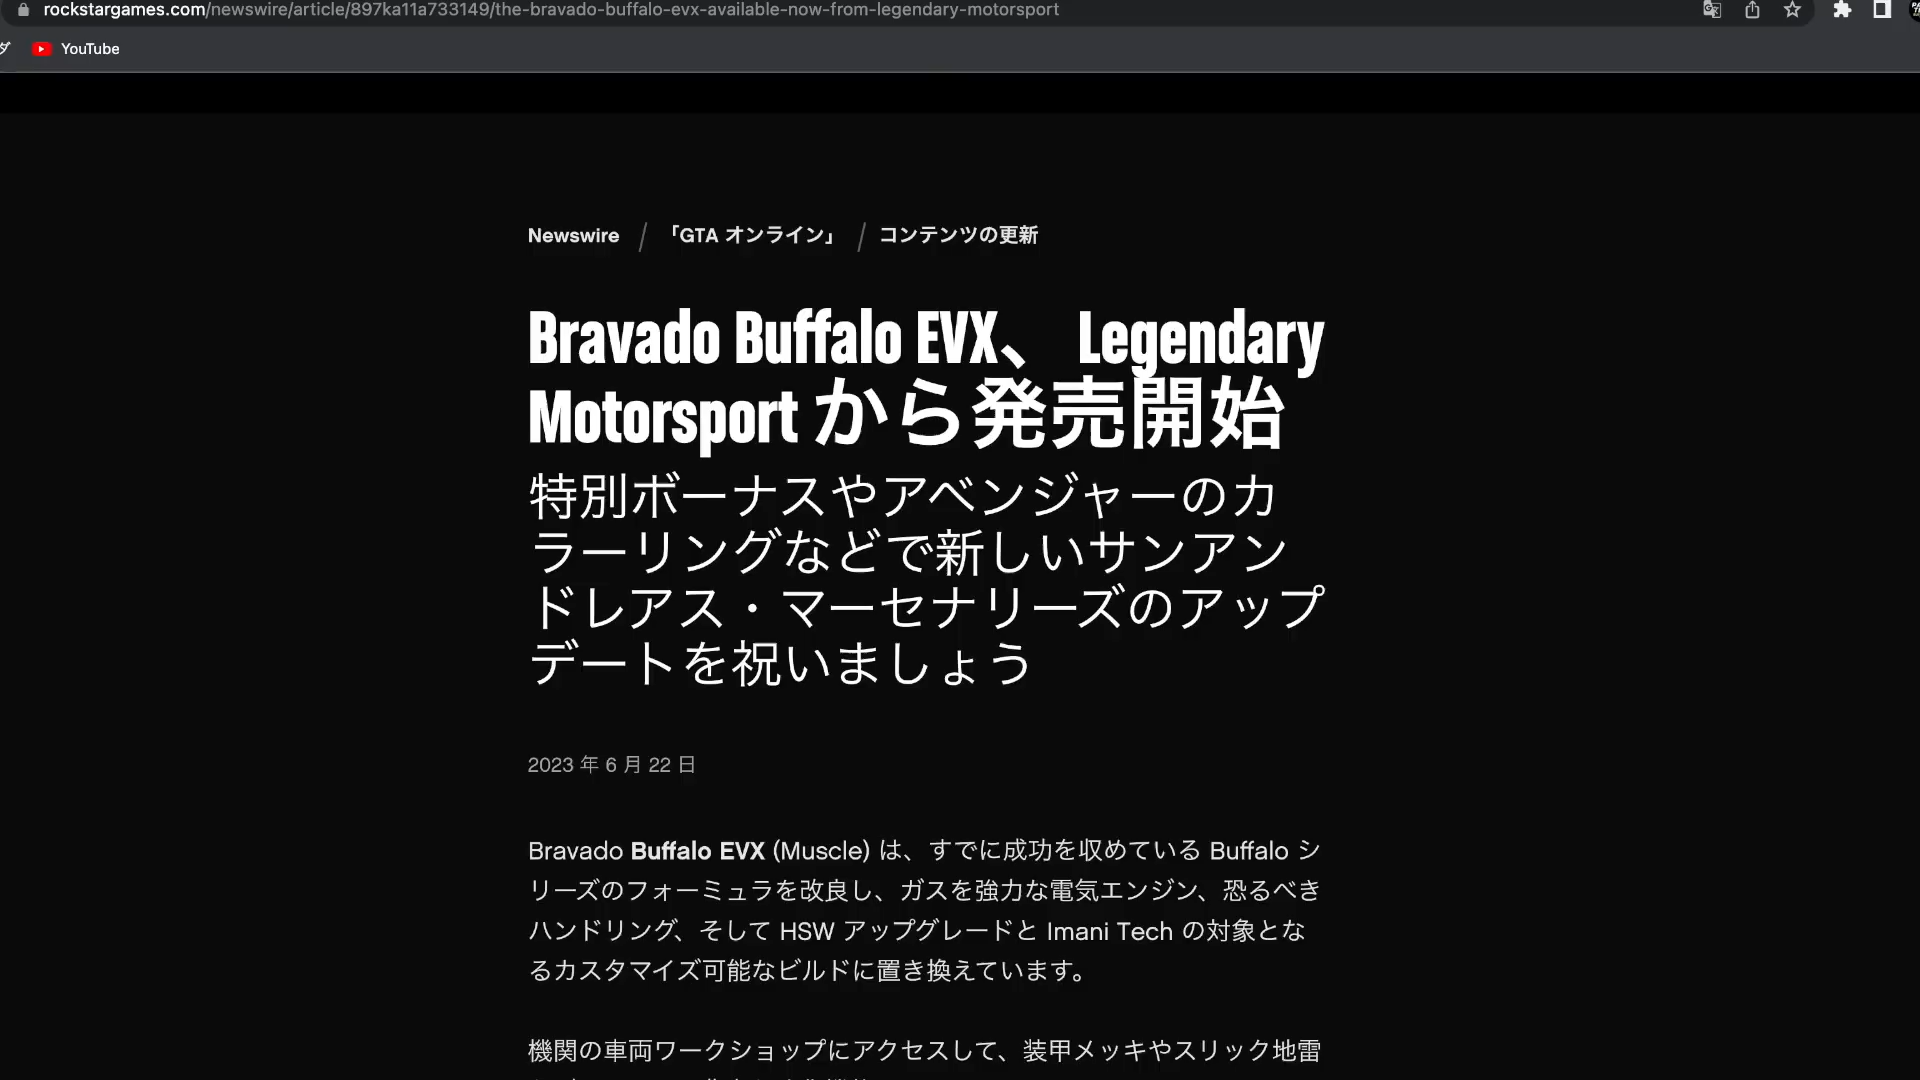 rockstargames.com/newswire/article/897ka11a733149/the-bravado-buffalo-evx-available-now-from-legendary-motorsport
YouTube
Newswire / 「GTA オンライン」 / コンテンツの更新
Bravado Buffalo EVX、 Legendary
Motorsport から発売開始
特別ボーナスやアベンジャーのカ
ラーリングなどで新しいサンアン
ドレアス・マーセナリーズのアップ
デートを祝いましょう
2023 年 6 月 22 日
Bravado Buffalo EVX (Muscle) は、すでに成功を収めている Buffalo シ
リーズのフォーミュラを改良し、ガスを強力な電気エンジン、恐るべき
ハンドリング、そして HSW アップグレードと Imani Tech の対象とな
るカスタマイズ可能なビルドに置き換えています。
機関の車両ワークショップにアクセスして、装甲メッキやスリック地雷